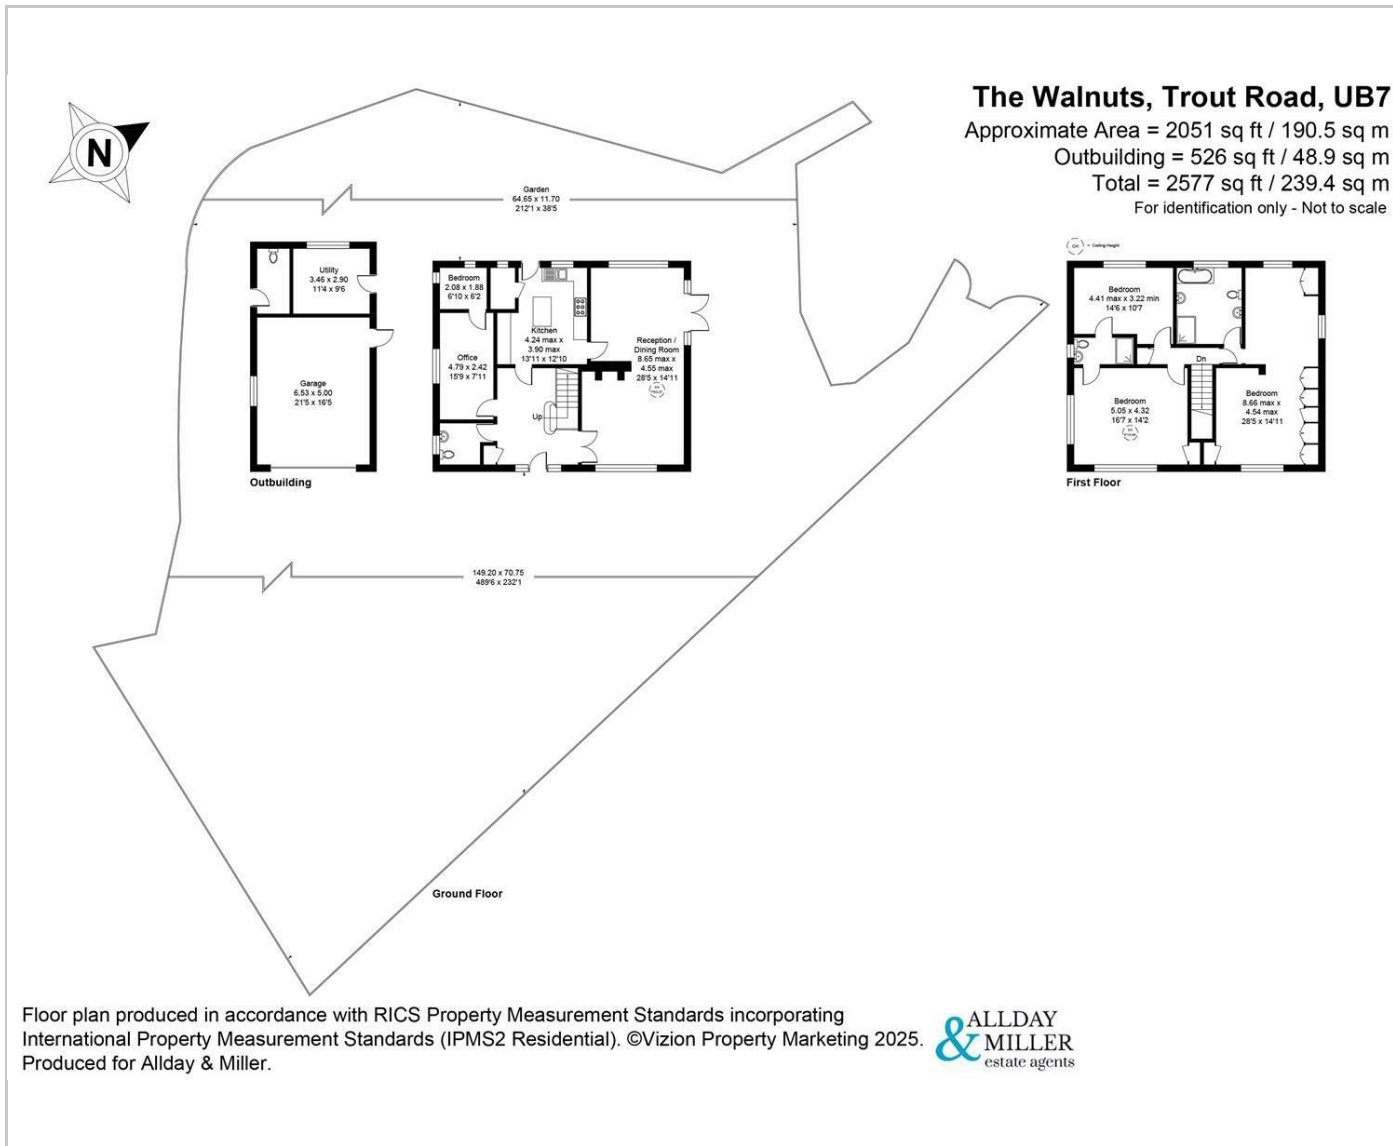 The Walnuts, Trout Road, UB7
Approximate Area = 2051 sq ft / 190.5 sq m
Outbuilding = 526 sq ft / 48.9 sq m
Total = 2577 sq ft / 239.4 sq m
For identification only - Not to scale
N
Garden
64.65 x 11.70
212'1 x 38'5
CH = Ceiling Height
Utility
3.46 x 2.90
11'4 x 9'6
Garage
6.53 x 5.00
21'5 x 16'5
Outbuilding
Bedroom
2.08 x 1.88
6'10 x 6'2
Kitchen
4.24 max x
3.90 max
13'11 x 12'10
Office
4.79 x 2.42
15'9 x 7'11
Reception /
Dining Room
8.65 max x
4.55 max
28'5 x 14'11
Up
Bedroom
4.41 max x 3.22 min
14'6 x 10'7
Dn
Bedroom
5.05 x 4.32
16'7 x 14'2
Bedroom
8.66 max x
4.54 max
28'5 x 14'11
First Floor
149.20 x 70.75
489'6 x 232'1
Ground Floor
Floor plan produced in accordance with RICS Property Measurement Standards incorporating
International Property Measurement Standards (IPMS2 Residential). ©Vizion Property Marketing 2025.
Produced for Allday & Miller.
ALLDAY
& MILLER
estate agents